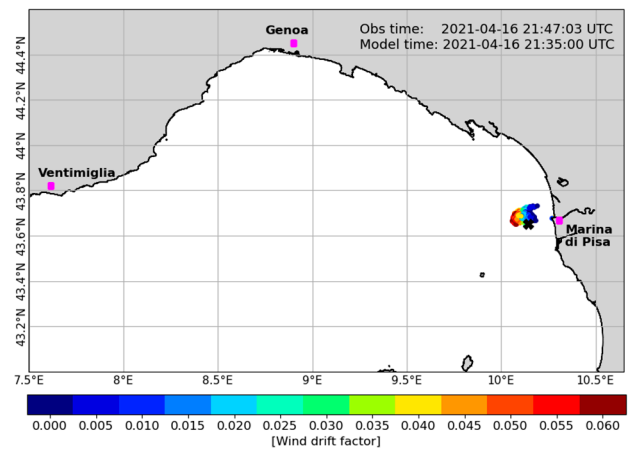 Genoa
Obs time: 2021-04-16 21:47:03 UTC
Model time: 2021-04-16 21:35:00 UTC
44.4°N
44.2°N
44°N
Ventimiglia
43.8°N
43.6°N
Marina
di Pisa
43.4°N
43.2°N
7.5°E 8°E 8.5°E 9°E 9.5°E 10°E 10.5°E
0.000 0.005 0.010 0.015 0.020 0.025 0.030 0.035 0.040 0.045 0.050 0.055 0.060
[Wind drift factor]